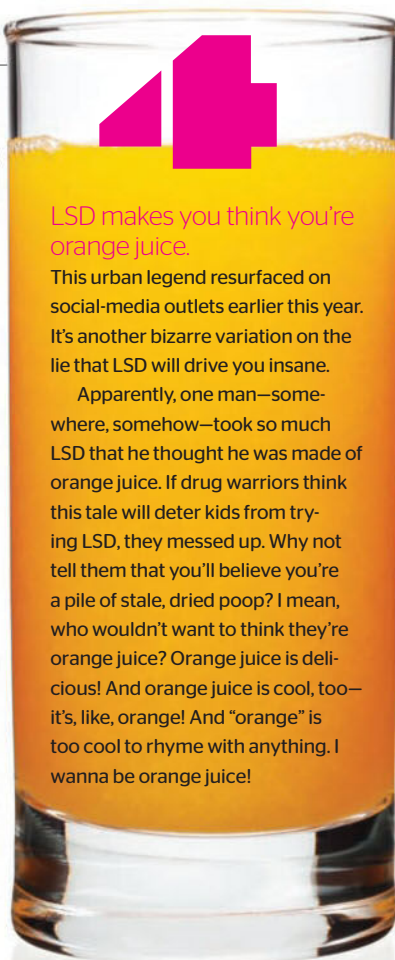 4
LSD makes you think you're
orange juice.
This urban legend resurfaced on
social-media outlets earlier this year.
It's another bizarre variation on the
lie that LSD will drive you insane.
Apparently, one man—some-
where, somehow—took so much
LSD that he thought he was made of
orange juice. If drug warriors think
this tale will deter kids from try-
ing LSD, they messed up. Why not
tell them that you'll believe you're
a pile of stale, dried poop? I mean,
who wouldn't want to think they're
orange juice? Orange juice is deli-
cious! And orange juice is cool, too—
it's, like, orange! And “orange” is
too cool to rhyme with anything. I
wanna be orange juice!